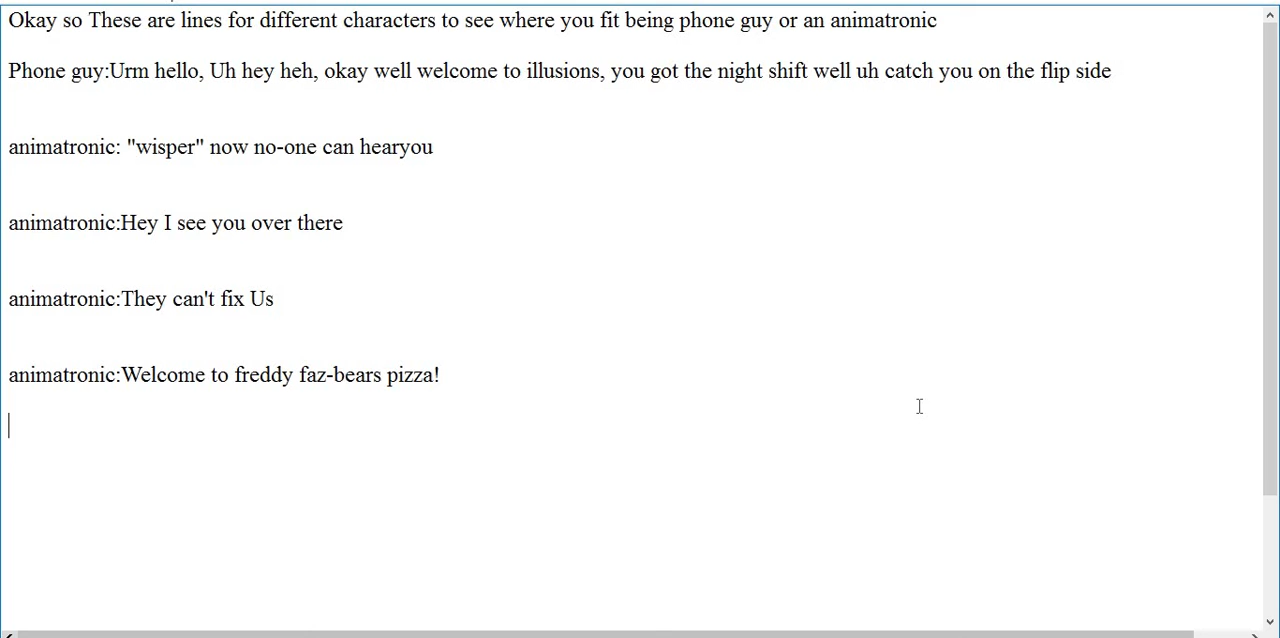 Okay so These are lines for different characters to see where you fit being phone guy or an animatronic
Phone guy:Urm hello, Uh hey heh, okay well welcome to illusions, you got the night shift well uh catch you on the flip side
animatronic: "wisper" now no-one can hearyou
animatronic:Hey I see you over there
animatronic:They can't fix Us
animatronic:Welcome to freddy faz-bears pizza!